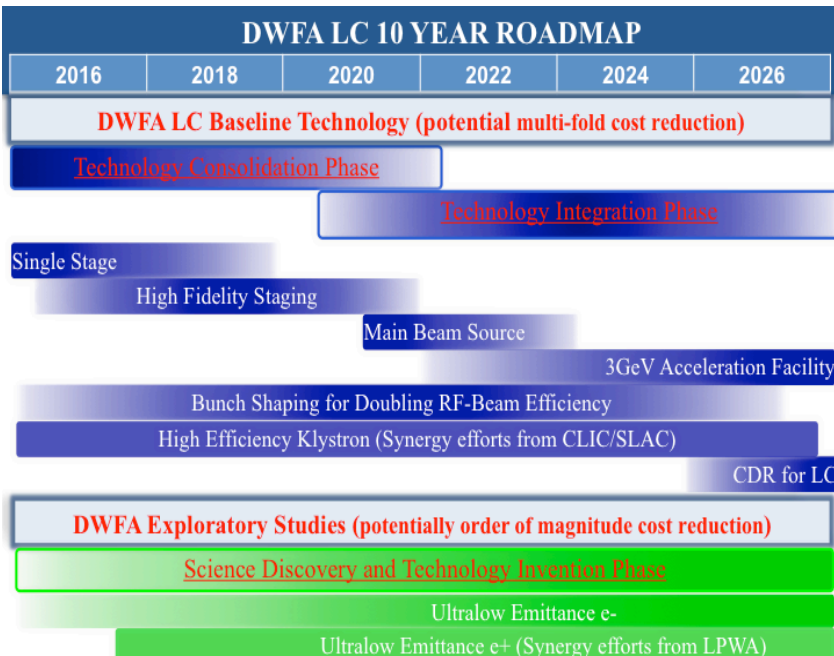 DWFA LC 10 YEAR ROADMAP
2016 2018 2020 2022 2024 2026
DWFA LC Baseline Technology (potential multi-fold cost reduction)
Technology Consolidation Phase
Technology Integration Phase
Single Stage
High Fidelity Staging
Main Beam Source
3GeV Acceleration Facility
Bunch Shaping for Doubling RF-Beam Efficiency
High Efficiency Klystron (Synergy efforts from CLIC/SLAC)
CDR for LC
DWFA Exploratory Studies (potentially order of magnitude cost reduction)
Science Discovery and Technology Invention Phase
Ultralow Emittance e-
Ultralow Emittance e+ (Synergy efforts from LPWA)